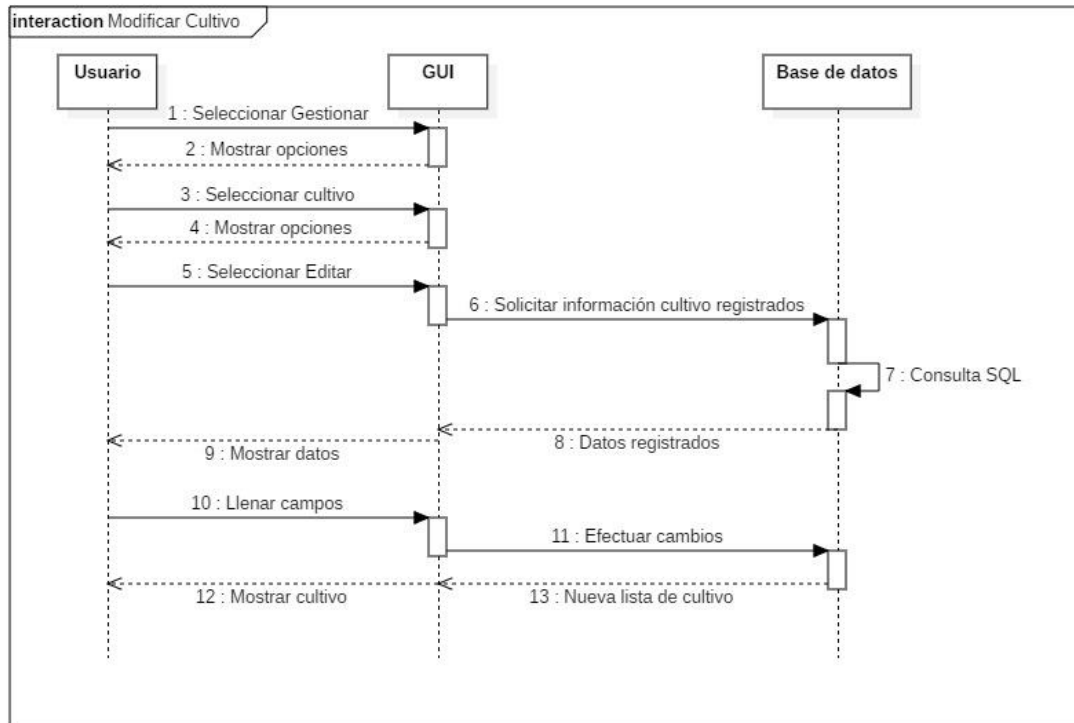 interaction Modificar Cultivo
Usuario
GUI
Base de datos
1 : Seleccionar Gestionar
2 : Mostrar opciones
3 : Seleccionar cultivo
4 : Mostrar opciones
5 : Seleccionar Editar
6 : Solicitar información cultivo registrados
7 : Consulta SQL
8 : Datos registrados
9 : Mostrar datos
10 : Llenar campos
11 : Efectuar cambios
12 : Mostrar cultivo
13 : Nueva lista de cultivo